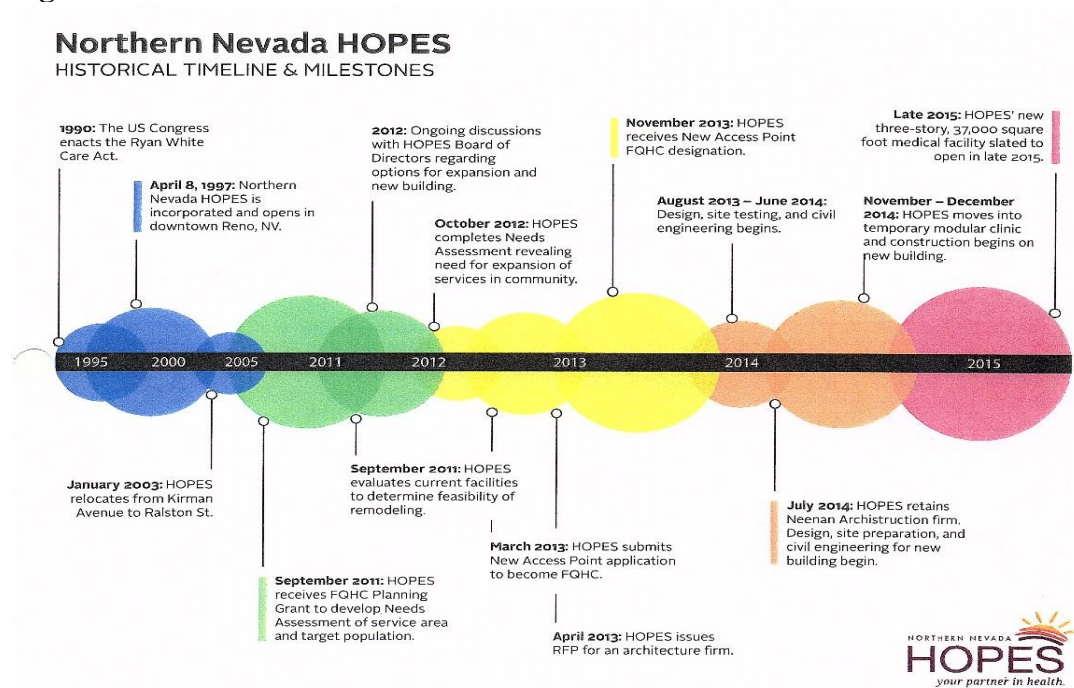 Northern Nevada HOPES
HISTORICAL TIMELINE & MILESTONES
1990: The US Congress
enacts the Ryan White
Care Act.
April 8, 1997: Northern
Nevada HOPES is
incorporated and opens in
downtown Reno, NV.
2012: Ongoing discussions
with HOPES Board of
Directors regarding
options for expansion and
new building.
October 2012: HOPES
completes Needs
Assessment revealing
need for expansion of
services in community.
November 2013: HOPES
receives New Access Point
FQHC designation.
August 2013 – June 2014:
Design, site testing, and civil
engineering begins.
Late 2015: HOPES' new
three-story, 37,000 square
foot medical facility slated to
open in late 2015.
November – December
2014: HOPES moves into
temporary modular clinic
and construction begins on
new building.
1995
2000
2005
2011
2012
2013
2014
2015
January 2003: HOPES
relocates from Kirman
Avenue to Ralston St.
September 2011: HOPES
receives FQHC Planning
Grant to develop Needs
Assessment of service area
and target population.
September 2011: HOPES
evaluates current facilities
to determine feasibility of
remodeling.
March 2013: HOPES submits
New Access Point application
to become FQHC.
April 2013: HOPES issues
RFP for an architecture firm.
July 2014: HOPES retains
Neenan Archistruction firm.
Design, site preparation, and
civil engineering for new
building begin.
NORTHERN NEVADA
HOPES
your partner in health.